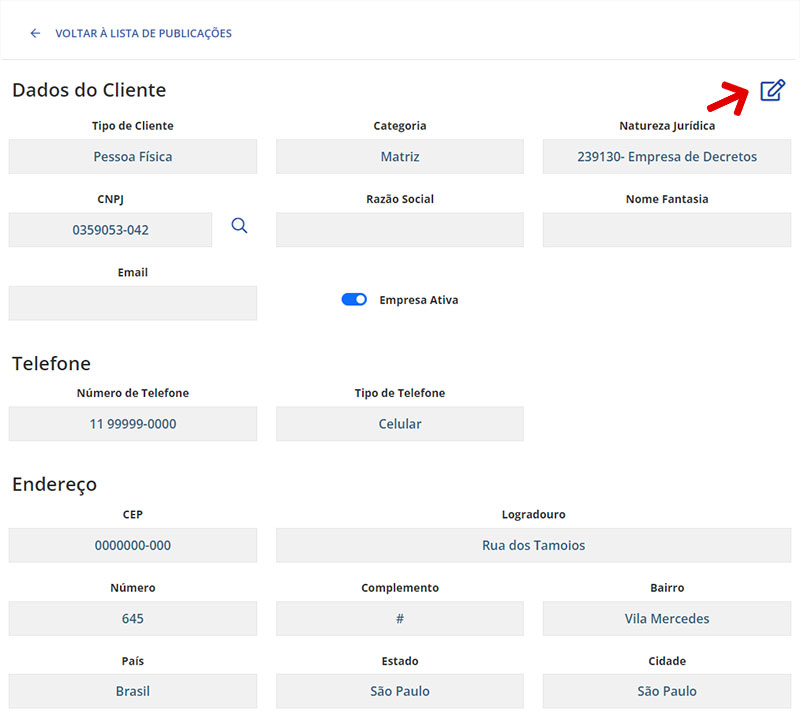 VOLTAR À LISTA DE PUBLICAÇÕES
Dados do Cliente
Tipo de Cliente Categoria Natureza Jurídica
Pessoa Física Matriz 239130- Empresa de Decretos
CNPJ Razão Social Nome Fantasia
0359053-042
Email
Empresa Ativa
Telefone
Número de Telefone Tipo de Telefone
11 99999-0000 Celular
Endereço
CEP Logradouro
0000000-000 Rua dos Tamoios
Número Complemento Bairro
645 # Vila Mercedes
País Estado Cidade
Brasil São Paulo São Paulo